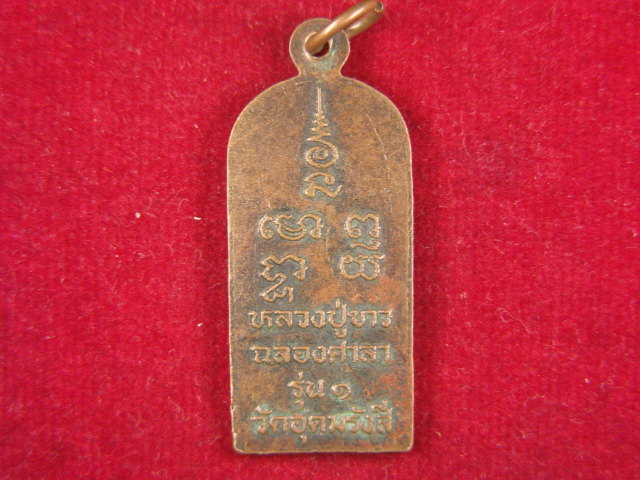 หลวงปู่ขาว
ฉลองศาลา
รุ่น ๑
วัดอุดมรังสี